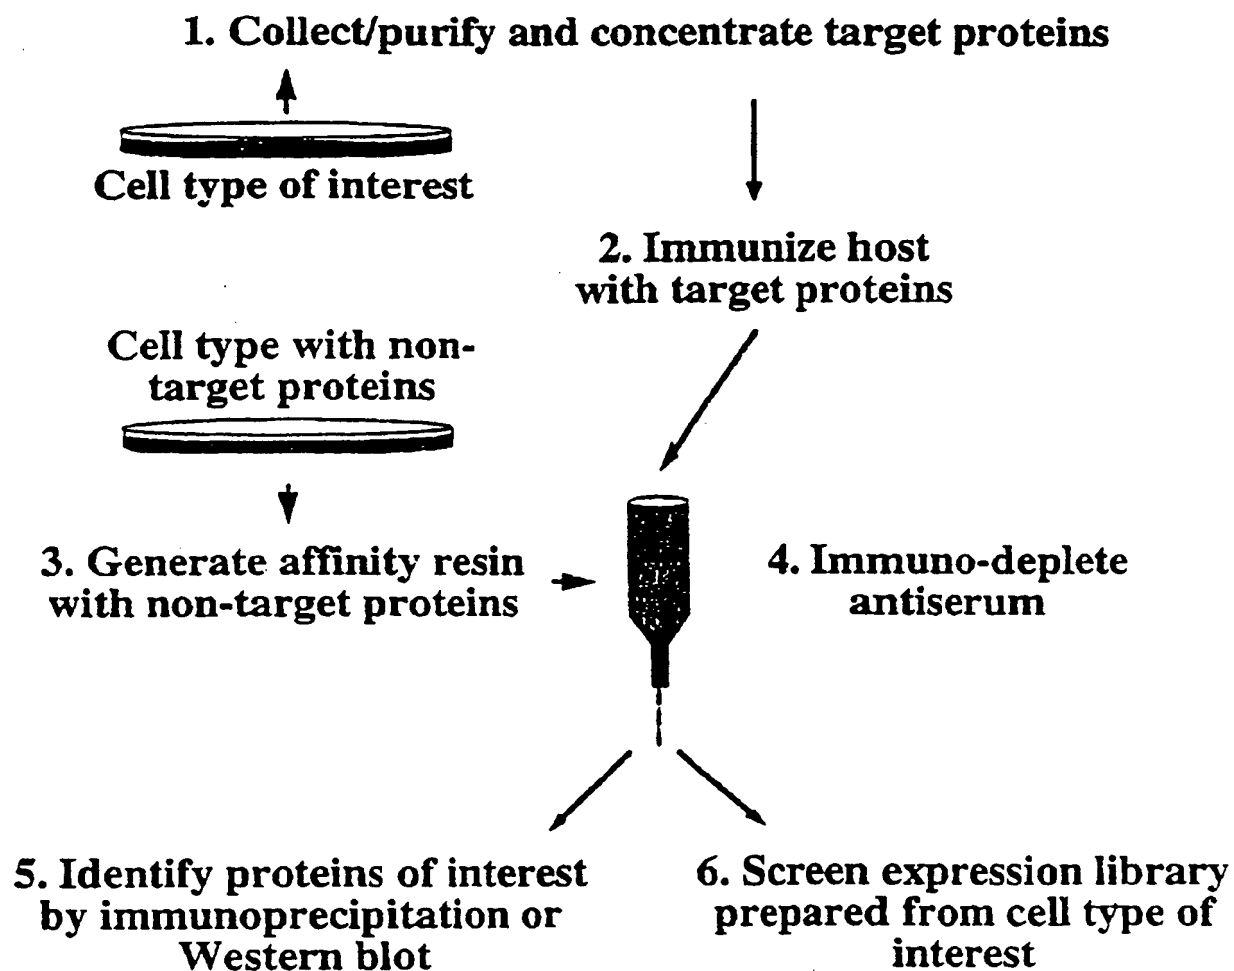 1. Collect/purify and concentrate target proteins
Cell type of interest
2. Immunize host
with target proteins
Cell type with non-
target proteins
3. Generate affinity resin
with non-target proteins
4. Immuno-deplete
antiserum
5. Identify proteins of interest
by immunoprecipitation or
Western blot
6. Screen expression library
prepared from cell type of
interest